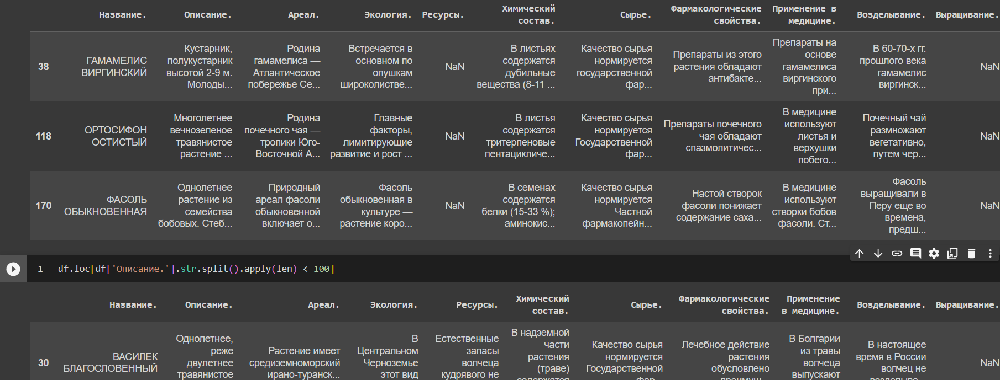 Название. Описание. Ареал. Экология. Ресурсы. Химический состав. Сырье. Фармакологические свойства. Применение в медицине. Возделывание. Выращивание.
38
ГАМАМЕЛИС
ВИРГИНСКИЙ
Кустарник,
полукустарник
высотой 2-9 м.
Молоды...
Родина
гамамелиса —
Атлантическое
побережье Се...
Встречается в
основном по
опушкам
широколистве...
NaN
В листьях
содержатся
дубильные
вещества (8-11 ...
Качество сырья
нормируется
государственной
фар...
Препараты из этого
растения обладают
антибакте...
Препараты на
основе
гамамелиса
виргинского
при...
В 60-70-х гг.
прошлого века
гамамелис
виргинск...
NaN
118
ОРТОСИФОН
ОСТИСТЫЙ
Многолетнее
вечнозеленое
травянистое
растение ...
Родина
почечного чая —
тропики Юго-
Восточной А...
Главные
факторы,
лимитирующие
развитие и рост ...
NaN
В листья
содержатся
тритерпеновые
пентацикличе...
Качество сырья
нормируется
Государственной
фар...
Препараты почечного
чая обладают
спазмолитичес...
В медицине
используют
листья и
верхушки
побего...
Почечный чай
размножают
вегетативно,
путем чер...
NaN
170
ФАСОЛЬ
ОБЫКНОВЕННАЯ
Однолетнее
растение из
семейства
бобовых. Стеб...
Природный
ареал фасоли
обыкновенной
включает о...
Фасоль
обыкновенная в
культуре —
растение коро...
NaN
В семенах
содержатся
белки (15-33 %);
аминокис...
Качество сырья
нормируется
Частной
фармакопейн...
Настой створок
фасоли понижает
содержание саха...
В медицине
используют
створки бобов
фасоли. Ст...
Фасоль
выращивали в
Перу еще во
времена,
предш...
NaN
1 df.loc[df['Описание.'].str.split().apply(len) < 100]
Название. Описание. Ареал. Экология. Ресурсы. Химический состав. Сырье. Фармакологические свойства. Применение в медицине. Возделывание. Выращивание.
30
ВАСИЛЕК
БЛАГОСЛОВЕННЫЙ
Однолетнее,
реже
двулетнее
травянистое
Растение имеет
средиземноморский
ирано-туранск...
В
Центральном
Черноземье
этот вид
Естественные
запасы
волчеца
кудрявого не
В надземной
части
растения
(траве)
Качество сырья
нормируется
Государственной
Лечебное действие
растения
обусловлено
В Болгарии
из травы
волчеца
выпускают
В настоящее
время в России
волчец не
NaN